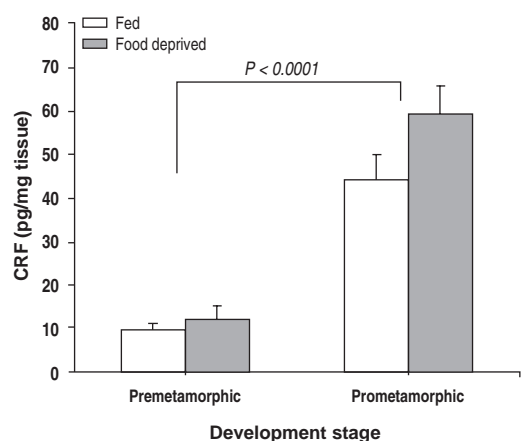 Fed
Food deprived
P < 0.0001
80
70
60
50
40
30
20
10
0
CRF (pg/mg tissue)
Premetamorphic
Prometamorphic
Development stage